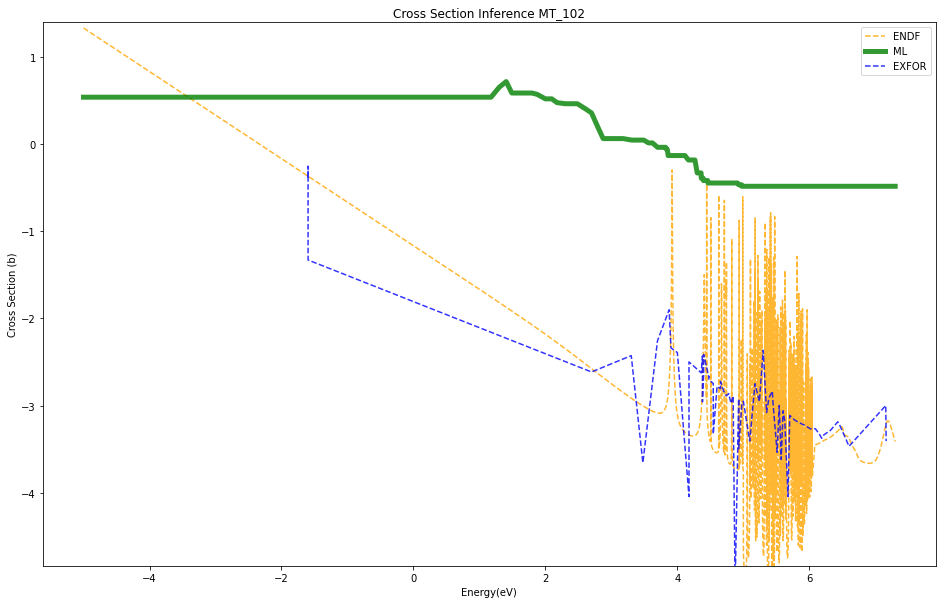 Cross Section Inference MT_102
ENDF
ML
EXFOR
Cross Section (b)
1
0
−1
−2
−3
−4
−4
−2
0
2
4
6
Energy(eV)